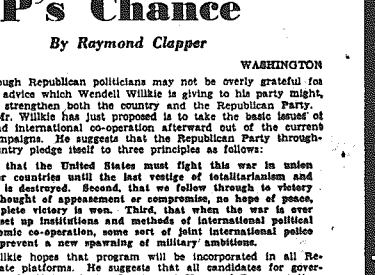 P's Chance
By Raymond Clapper
WASHINGTON
ough Republican politicians may not be overly grateful for
advice which Wendell Willkie is giving to his party might,
strengthen both the country and the Republican Party.
Mr. Willkie has just proposed is to take the basic issues of
nd international co-operation afterward out of the current
mpaigns. He suggests that the Republican Party through-
untry pledge itself to three principles as follows:
that the United States must fight this war in union
r countries until the last vestige of totalitarianism and
is destroyed. Second, that we follow through to victory
thought of appeasement or compromise, no hope of peace,
plete victory is won. Third, that when the war is over
set up institutions and methods of international political
omic co-operation, some sort of joint international police
prevent a new spawning of military ambitions.
illkie hopes that program will be incorporated in all Re-
ate platforms. He suggests that all candidates for gover-